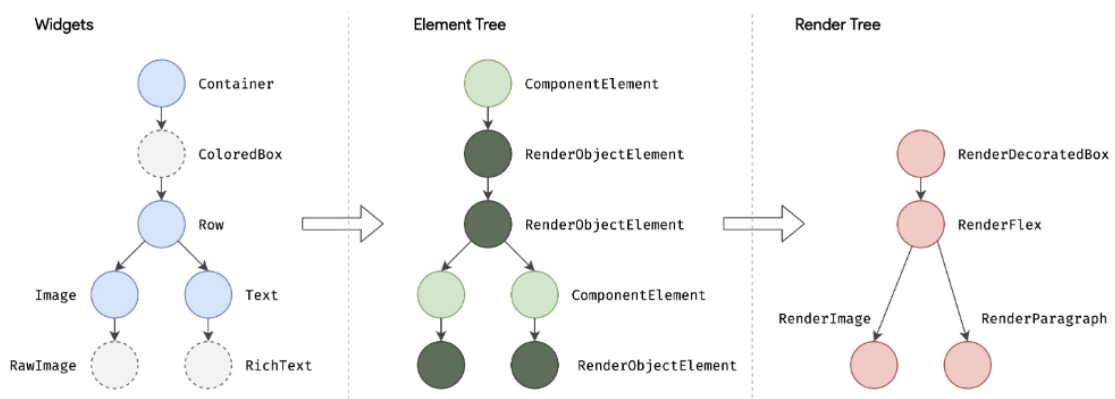 Widgets
Element Tree
Render Tree
Container
ComponentElement
ColoredBox
RenderObjectElement
RenderDecoratedBox
Row
RenderObjectElement
RenderFlex
Image
Text
ComponentElement
RenderImage
RenderParagraph
RawImage
RichText
RenderObjectElement